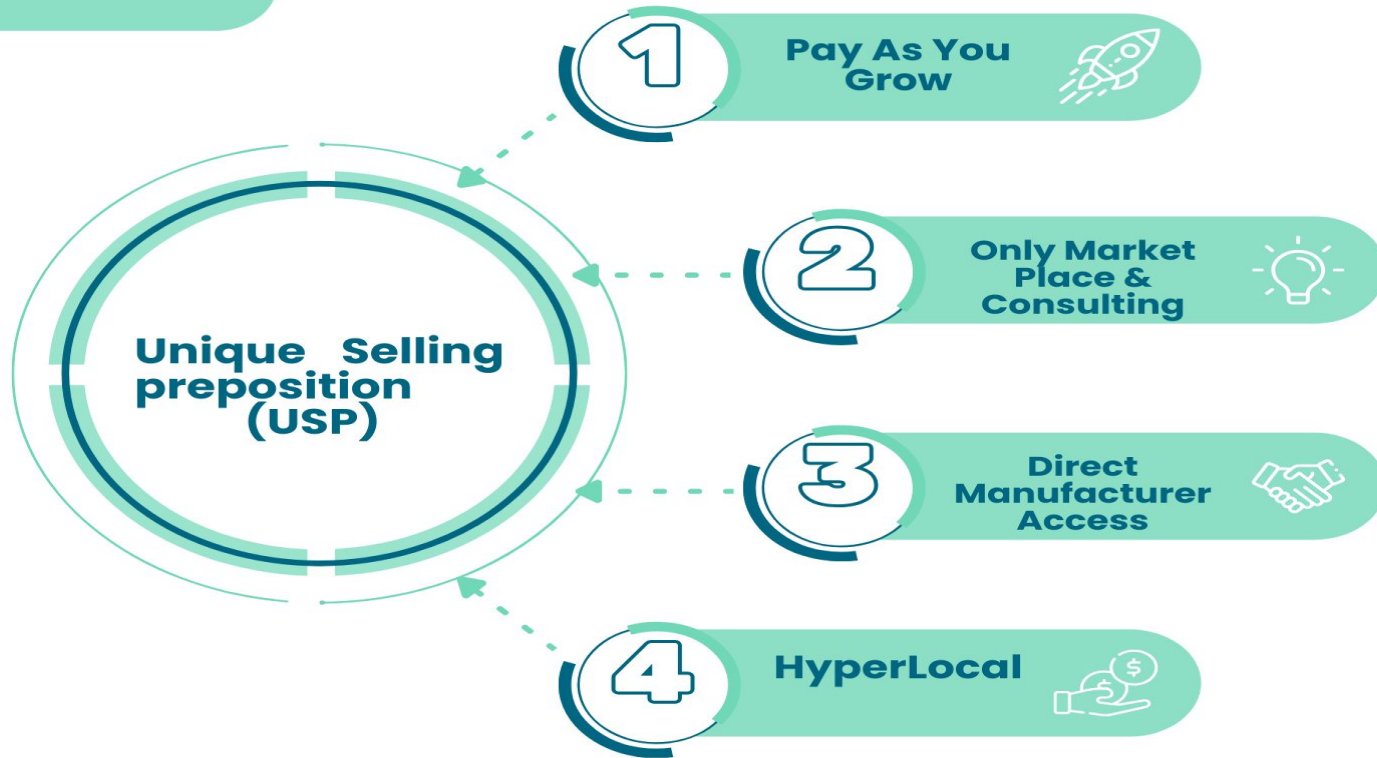 Unique Selling
preposition
(USP)
1
Pay As You
Grow
2
Only Market
Place &
Consulting
3
Direct
Manufacturer
Access
4
HyperLocal
$
$